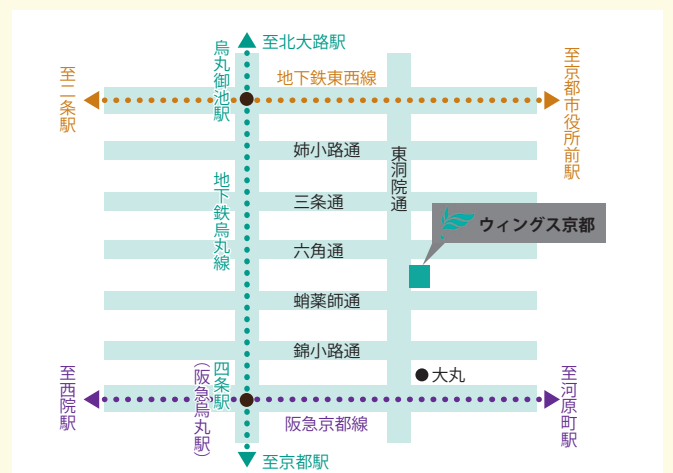 至北大路駅
烏丸御池駅
地下鉄東西線
至二条駅
至京都市役所前駅
姉小路通
東洞院通
地下鉄烏丸線
三条通
ウィングス京都
六角通
蛸薬師通
錦小路通
四条駅
（阪急烏丸駅）
大丸
至西院駅
至河原町駅
阪急京都線
至京都駅